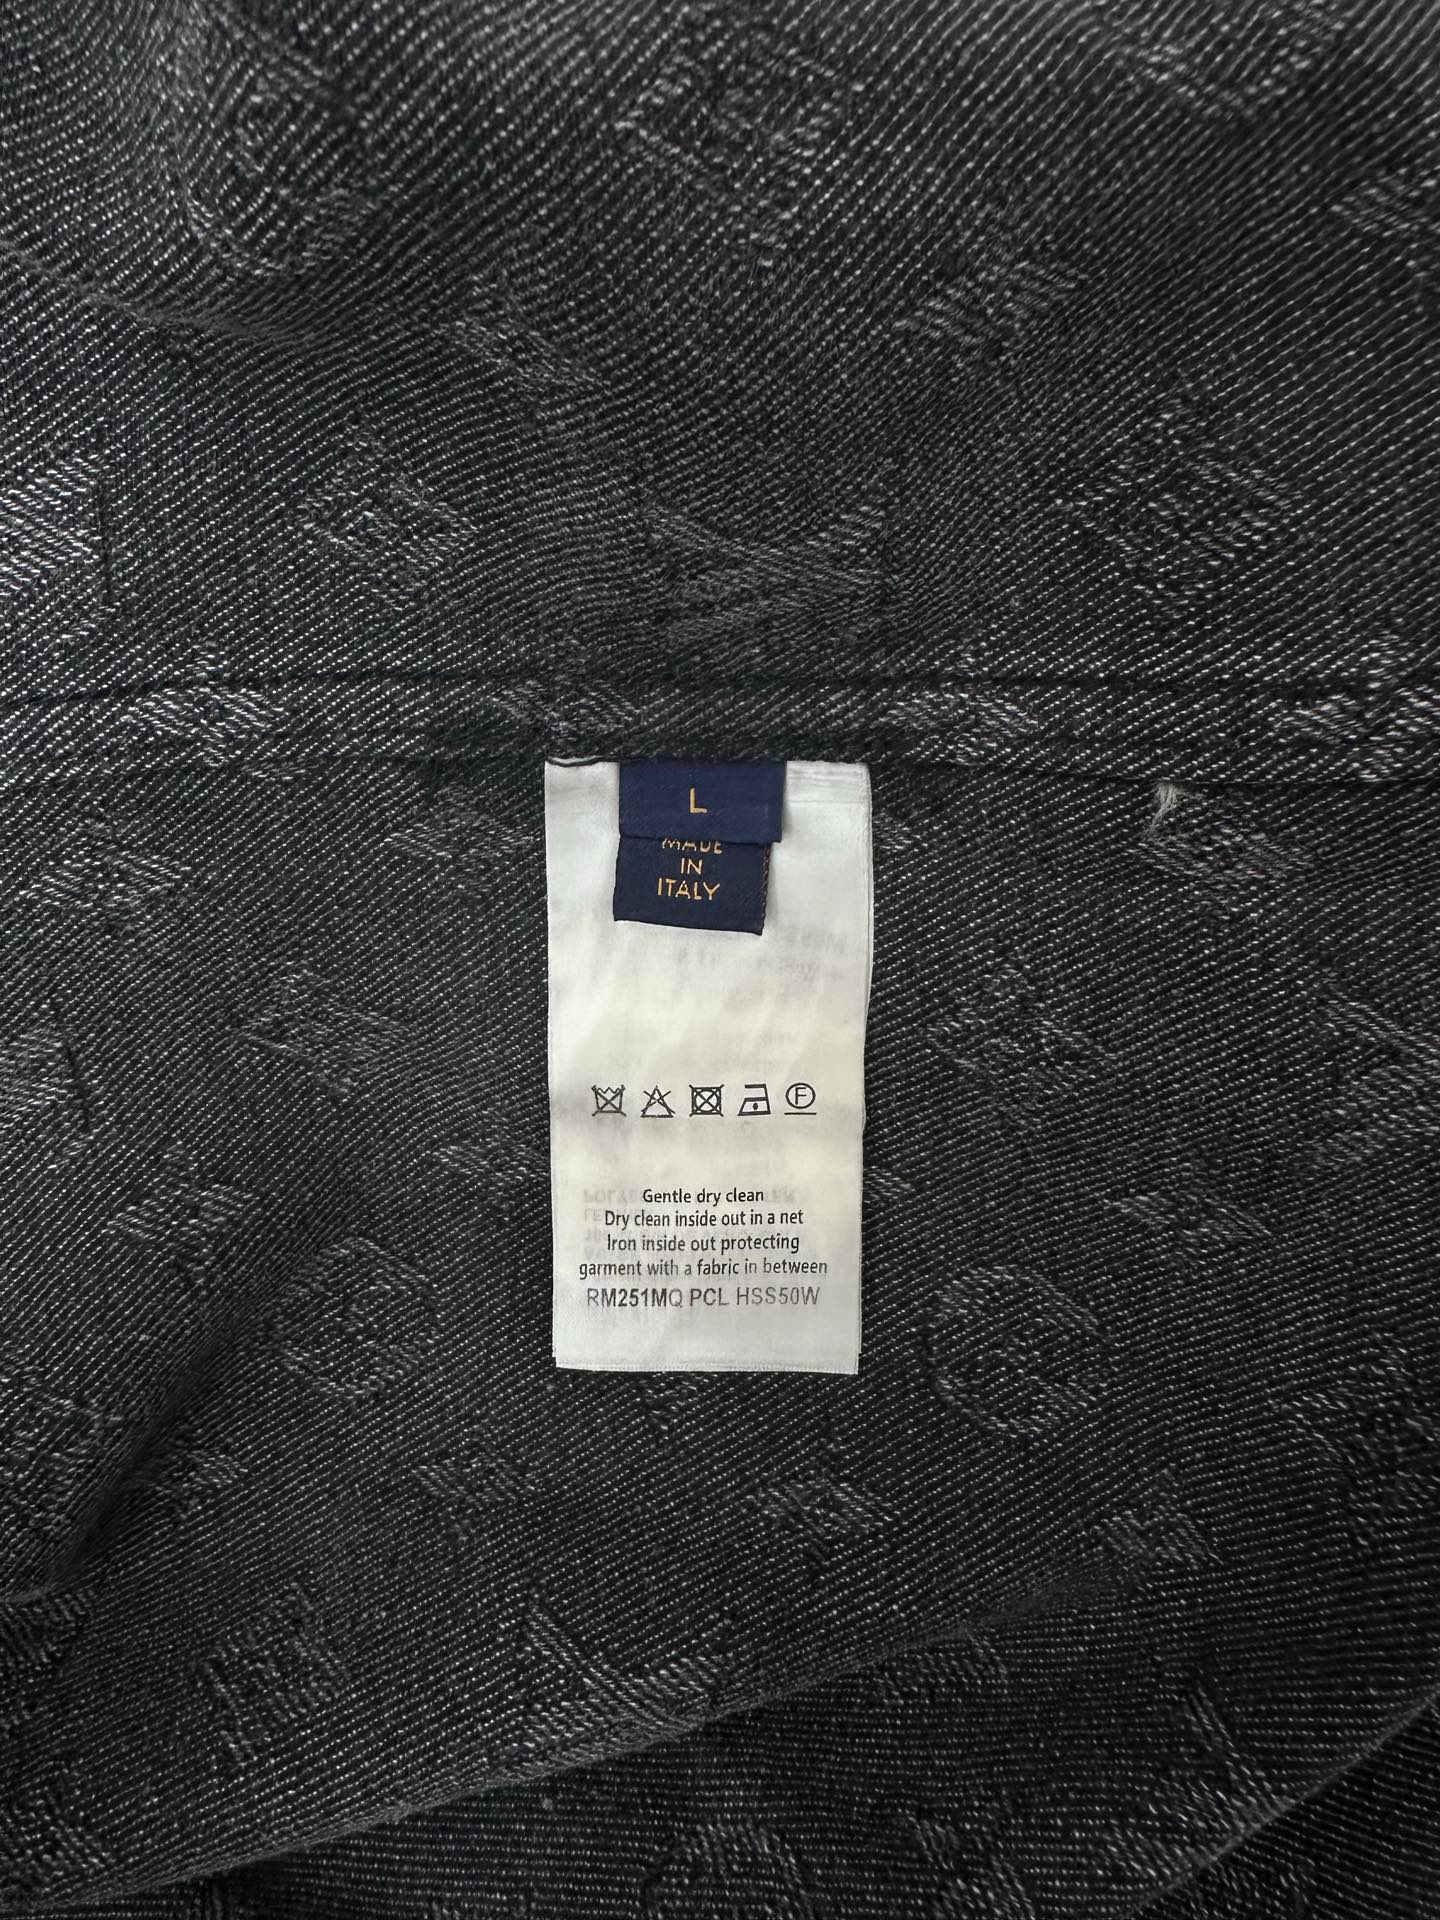 L
MADE
IN
ITALY
F
Gentle dry clean
Dry clean inside out in a net
Iron inside out protecting
garment with a fabric in between
RM251MQ PCL HSS50W